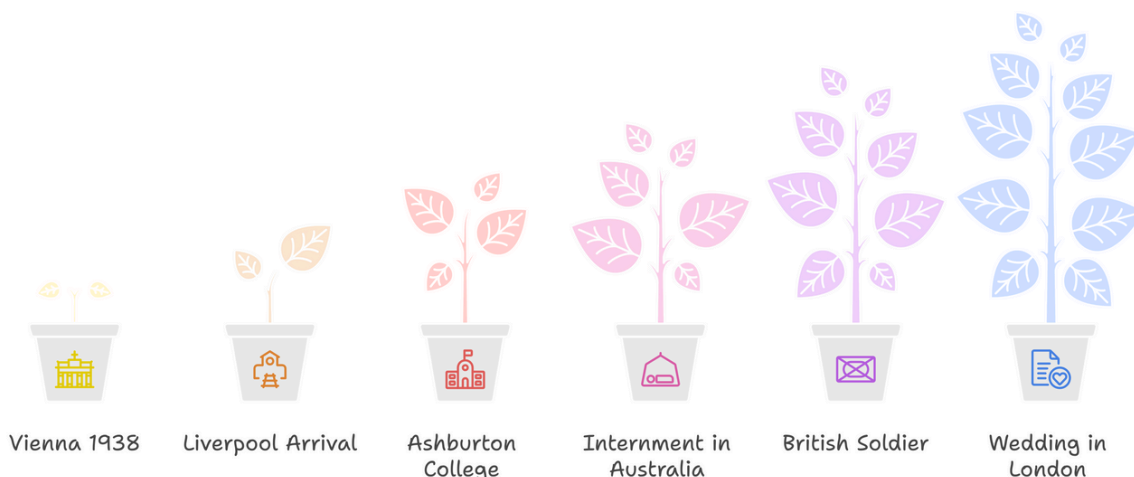 Vienna 1938
Liverpool Arrival
Ashburton
College
Internment in
Australia
British Soldier
Wedding in
London